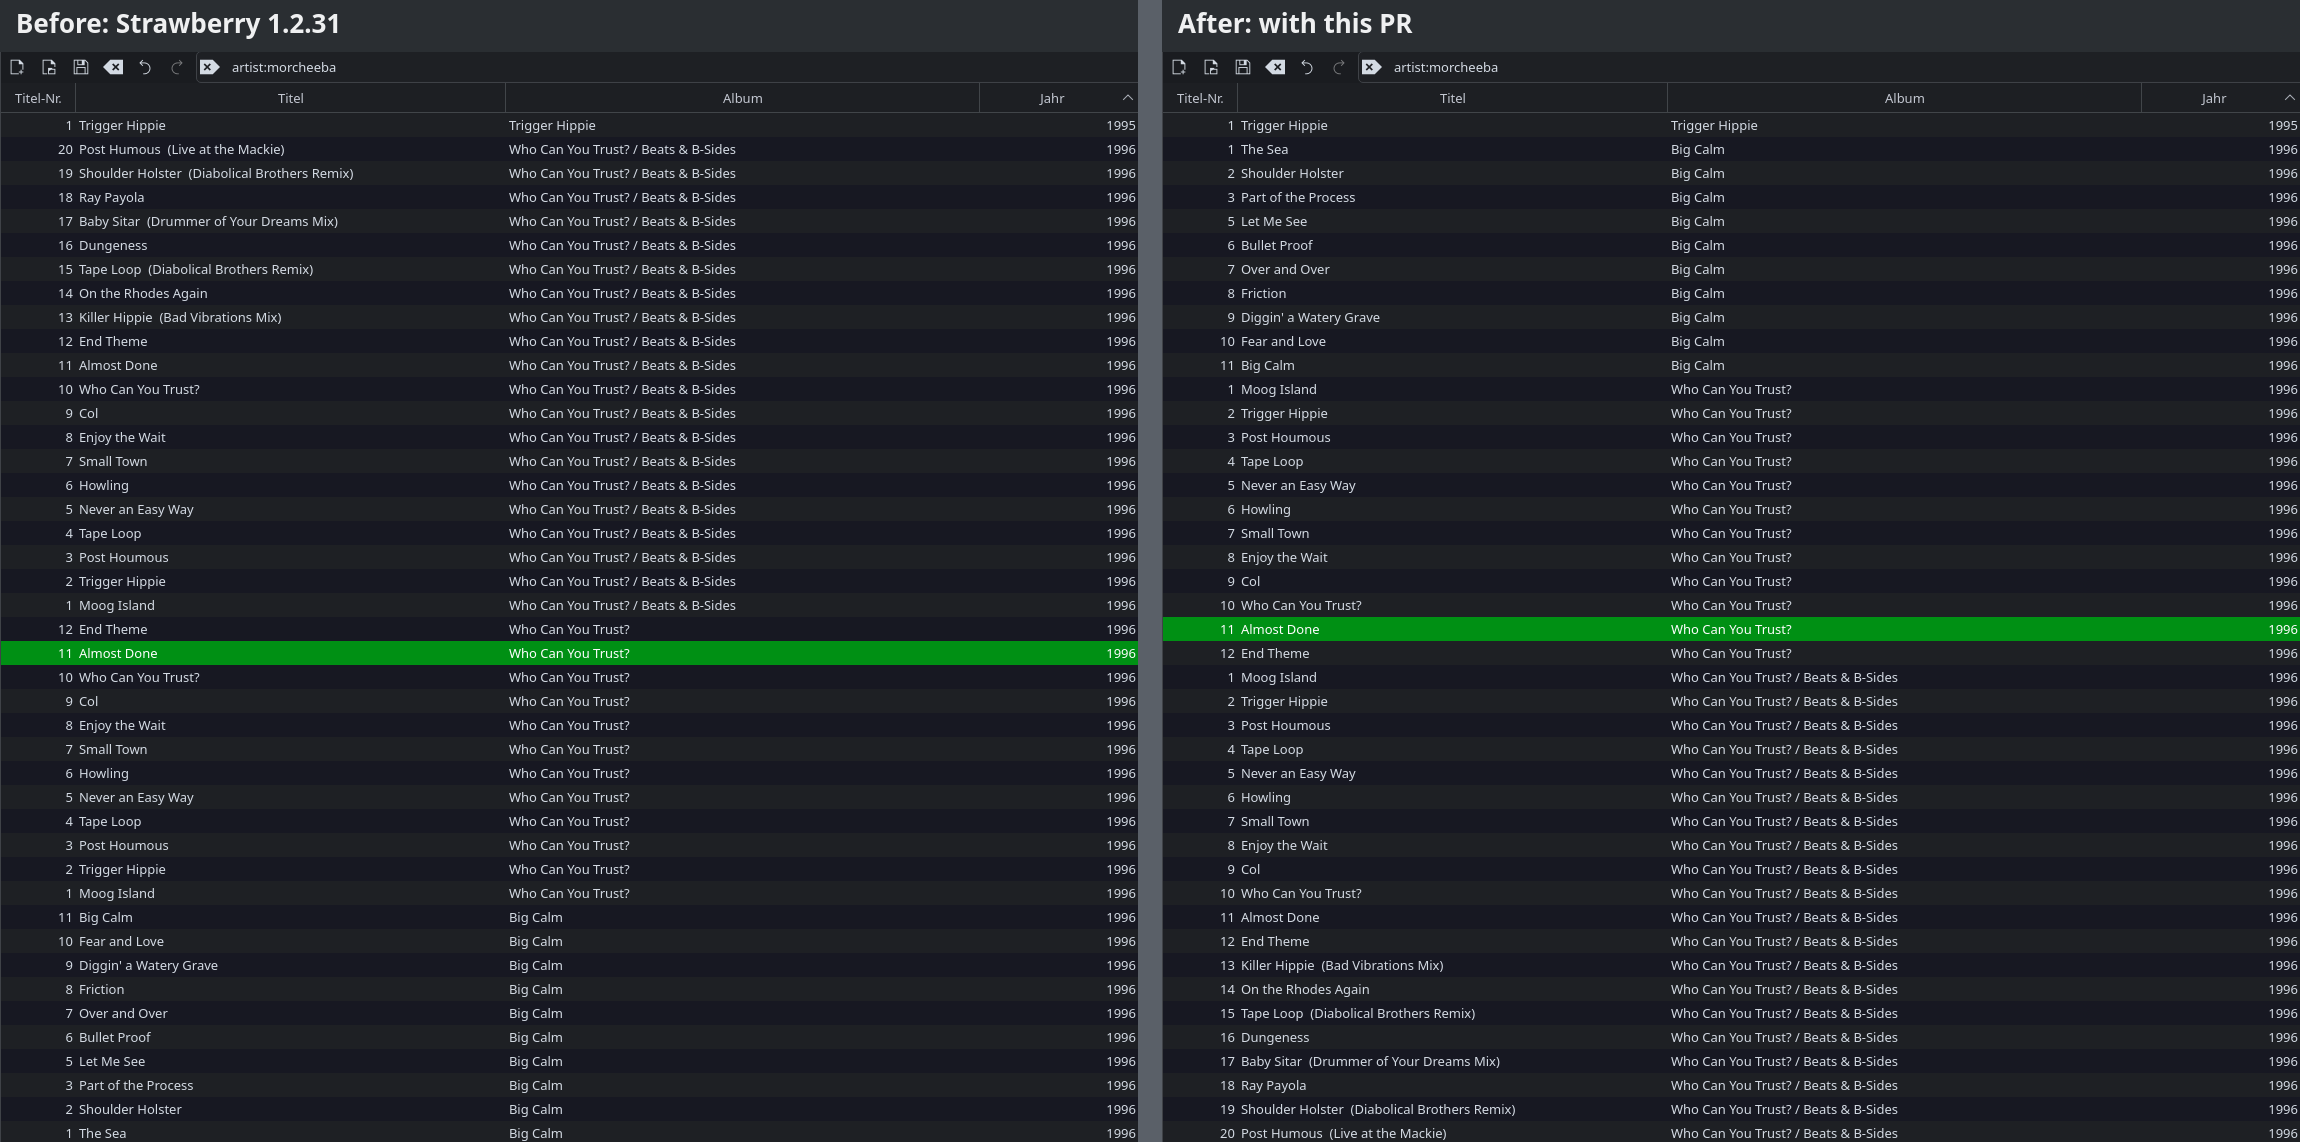 Before: Strawberry 1.2.31
artist:morcheeba
Titel-Nr. Titel Album Jahr
1 Trigger Hippie Trigger Hippie 1995
20 Post Humous (Live at the Mackie) Who Can You Trust? / Beats & B-Sides 1996
19 Shoulder Holster (Diabolical Brothers Remix) Who Can You Trust? / Beats & B-Sides 1996
18 Ray Payola Who Can You Trust? / Beats & B-Sides 1996
17 Baby Sitar (Drummer of Your Dreams Mix) Who Can You Trust? / Beats & B-Sides 1996
16 Dungeness Who Can You Trust? / Beats & B-Sides 1996
15 Tape Loop (Diabolical Brothers Remix) Who Can You Trust? / Beats & B-Sides 1996
14 On the Rhodes Again Who Can You Trust? / Beats & B-Sides 1996
13 Killer Hippie (Bad Vibrations Mix) Who Can You Trust? / Beats & B-Sides 1996
12 End Theme Who Can You Trust? / Beats & B-Sides 1996
11 Almost Done Who Can You Trust? / Beats & B-Sides 1996
10 Who Can You Trust? Who Can You Trust? / Beats & B-Sides 1996
9 Col Who Can You Trust? / Beats & B-Sides 1996
8 Enjoy the Wait Who Can You Trust? / Beats & B-Sides 1996
7 Small Town Who Can You Trust? / Beats & B-Sides 1996
6 Howling Who Can You Trust? / Beats & B-Sides 1996
5 Never an Easy Way Who Can You Trust? / Beats & B-Sides 1996
4 Tape Loop Who Can You Trust? / Beats & B-Sides 1996
3 Post Houmous Who Can You Trust? / Beats & B-Sides 1996
2 Trigger Hippie Who Can You Trust? / Beats & B-Sides 1996
1 Moog Island Who Can You Trust? / Beats & B-Sides 1996
12 End Theme Who Can You Trust? 1996
11 Almost Done Who Can You Trust? 1996
10 Who Can You Trust? Who Can You Trust? 1996
9 Col Who Can You Trust? 1996
8 Enjoy the Wait Who Can You Trust? 1996
7 Small Town Who Can You Trust? 1996
6 Howling Who Can You Trust? 1996
5 Never an Easy Way Who Can You Trust? 1996
4 Tape Loop Who Can You Trust? 1996
3 Post Houmous Who Can You Trust? 1996
2 Trigger Hippie Who Can You Trust? 1996
1 Moog Island Who Can You Trust? 1996
11 Big Calm Big Calm 1996
10 Fear and Love Big Calm 1996
9 Diggin' a Watery Grave Big Calm 1996
8 Friction Big Calm 1996
7 Over and Over Big Calm 1996
6 Bullet Proof Big Calm 1996
5 Let Me See Big Calm 1996
3 Part of the Process Big Calm 1996
2 Shoulder Holster Big Calm 1996
1 The Sea Big Calm 1996
After: with this PR
artist:morcheeba
Titel-Nr. Titel Album Jahr
1 Trigger Hippie Trigger Hippie 1995
1 The Sea Big Calm 1996
2 Shoulder Holster Big Calm 1996
3 Part of the Process Big Calm 1996
5 Let Me See Big Calm 1996
6 Bullet Proof Big Calm 1996
7 Over and Over Big Calm 1996
8 Friction Big Calm 1996
9 Diggin' a Watery Grave Big Calm 1996
10 Fear and Love Big Calm 1996
11 Big Calm Big Calm 1996
1 Moog Island Who Can You Trust? 1996
2 Trigger Hippie Who Can You Trust? 1996
3 Post Houmous Who Can You Trust? 1996
4 Tape Loop Who Can You Trust? 1996
5 Never an Easy Way Who Can You Trust? 1996
6 Howling Who Can You Trust? 1996
7 Small Town Who Can You Trust? 1996
8 Enjoy the Wait Who Can You Trust? 1996
9 Col Who Can You Trust? 1996
10 Who Can You Trust? Who Can You Trust? 1996
11 Almost Done Who Can You Trust? 1996
12 End Theme Who Can You Trust? 1996
1 Moog Island Who Can You Trust? / Beats & B-Sides 1996
2 Trigger Hippie Who Can You Trust? / Beats & B-Sides 1996
3 Post Houmous Who Can You Trust? / Beats & B-Sides 1996
4 Tape Loop Who Can You Trust? / Beats & B-Sides 1996
5 Never an Easy Way Who Can You Trust? / Beats & B-Sides 1996
6 Howling Who Can You Trust? / Beats & B-Sides 1996
7 Small Town Who Can You Trust? / Beats & B-Sides 1996
8 Enjoy the Wait Who Can You Trust? / Beats & B-Sides 1996
9 Col Who Can You Trust? / Beats & B-Sides 1996
10 Who Can You Trust? Who Can You Trust? / Beats & B-Sides 1996
11 Almost Done Who Can You Trust? / Beats & B-Sides 1996
12 End Theme Who Can You Trust? / Beats & B-Sides 1996
13 Killer Hippie (Bad Vibrations Mix) Who Can You Trust? / Beats & B-Sides 1996
14 On the Rhodes Again Who Can You Trust? / Beats & B-Sides 1996
15 Tape Loop (Diabolical Brothers Remix) Who Can You Trust? / Beats & B-Sides 1996
16 Dungeness Who Can You Trust? / Beats & B-Sides 1996
17 Baby Sitar (Drummer of Your Dreams Mix) Who Can You Trust? / Beats & B-Sides 1996
18 Ray Payola Who Can You Trust? / Beats & B-Sides 1996
19 Shoulder Holster (Diabolical Brothers Remix) Who Can You Trust? / Beats & B-Sides 1996
20 Post Humous (Live at the Mackie) Who Can You Trust? / Beats & B-Sides 1996